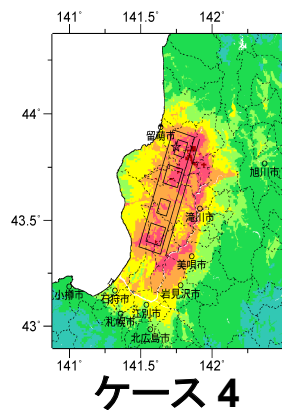 141° 141.5° 142°
44°
留萌市
旭川市
43.5°
滝川市
美唄市
小樽市
石狩市
岩見沢市
江別市
札幌市
43°
北広島市
141° 141.5° 142°
ケース 4